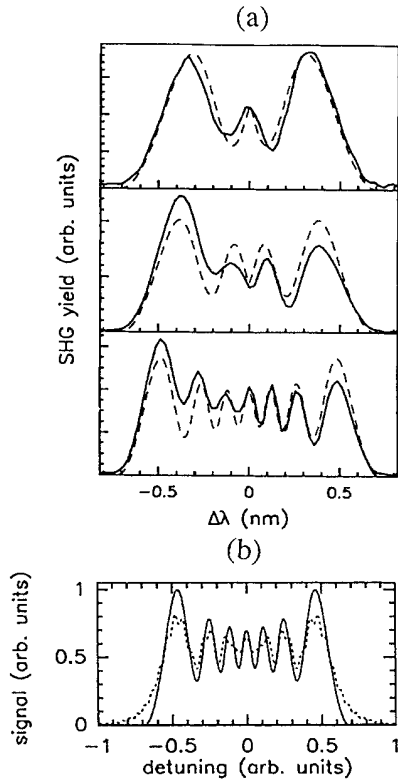 (a)
SHG yield (arb. units)
−0.5
0
0.5
Δλ (nm)
(b)
signal (arb. units)
1
0.5
0
−1
−0.5
0
0.5
1
detuning (arb. units)